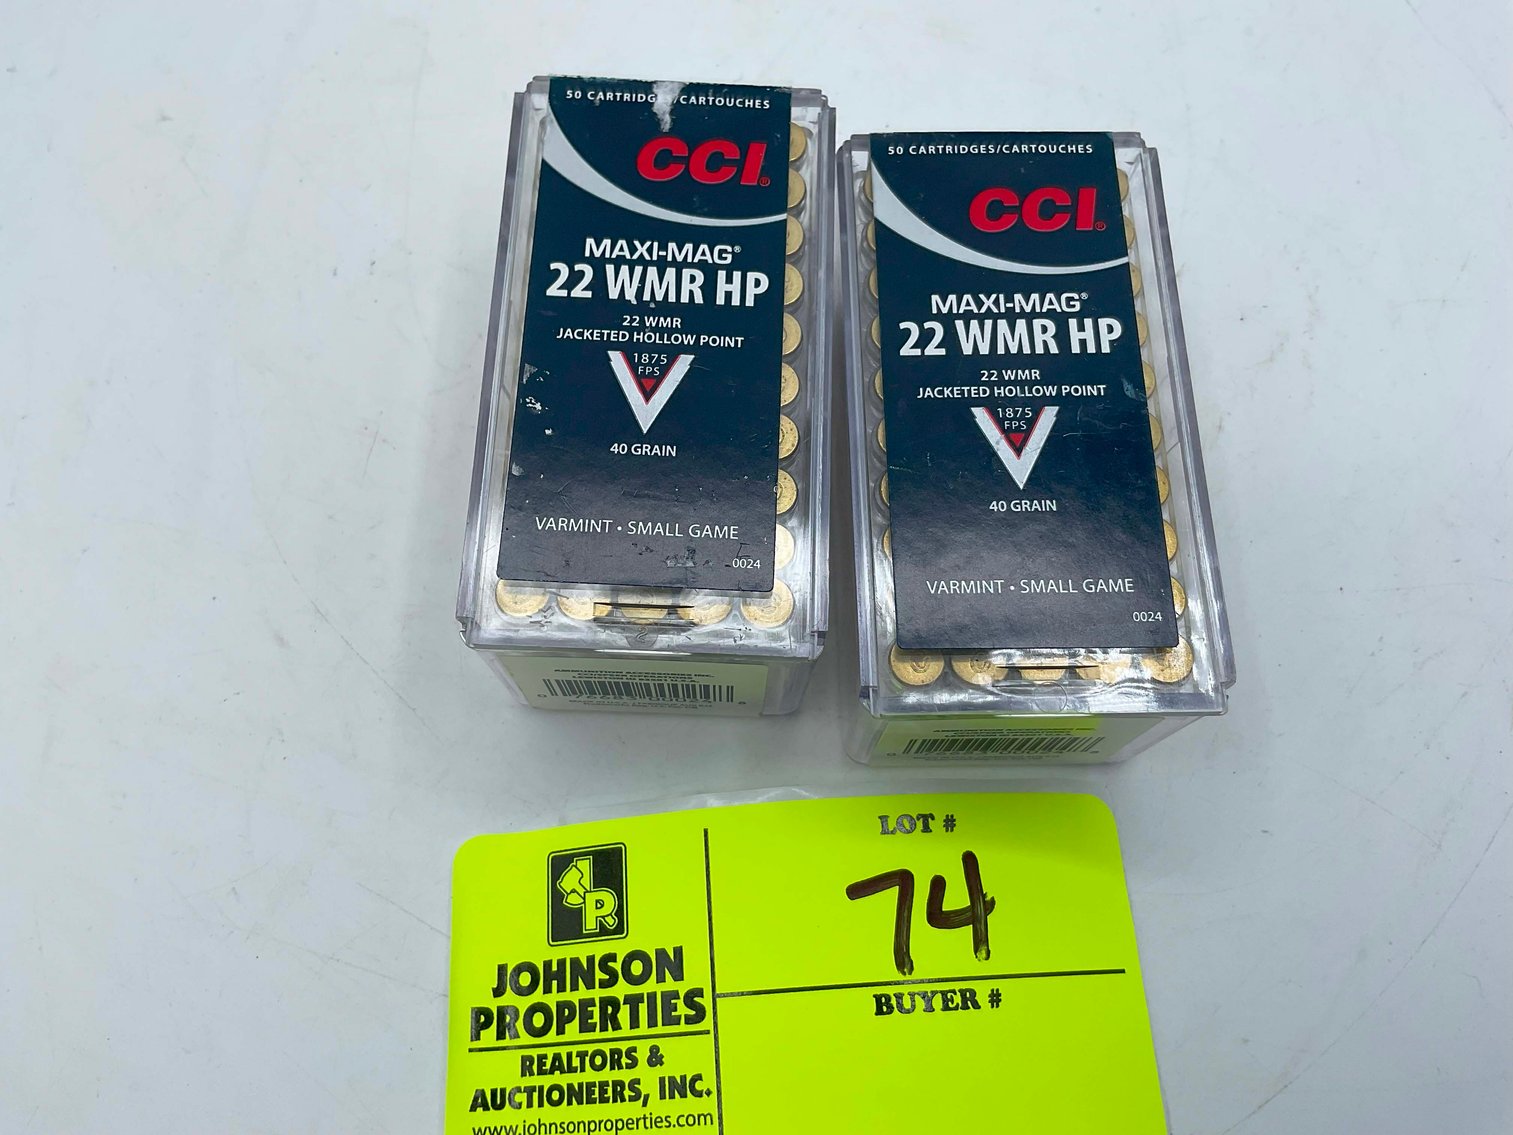 50 CARTRIDGES/CARTOUCHES
CCI®
MAXI-MAG®
22 WMR HP
22 WMR
JACKETED HOLLOW POINT
1875
FPS
40 GRAIN
VARMINT • SMALL GAME
0024
50 CARTRIDGES/CARTOUCHES
CCI®
MAXI-MAG®
22 WMR HP
22 WMR
JACKETED HOLLOW POINT
1875
FPS
40 GRAIN
VARMINT • SMALL GAME
0024
LOT #
74
BUYER #
JOHNSON
PROPERTIES
REALTORS &
AUCTIONEERS, INC.
www.johnsonproperties.com